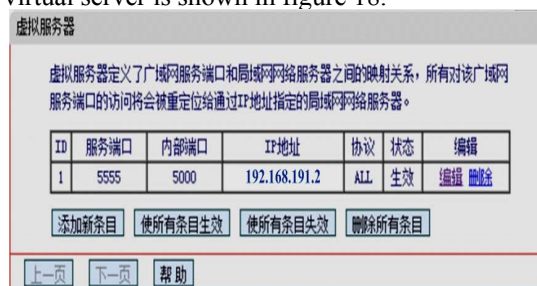 virtual server is shown in figure 18.
虚拟服务器
虚拟服务器定义了广域网服务端口和局域网网络服务器之间的映射关系，所有对该广域网
服务端口的访问将会被重定位给通过IP地址指定的局域网网络服务器。
ID 服务端口 内部端口 IP地址 协议 状态 编辑
1 5555 5000 192.168.191.2 ALL 生效 编辑 删除
添加新条目 使所有条目生效 使所有条目失效 删除所有条目
上一页 下一页 帮助